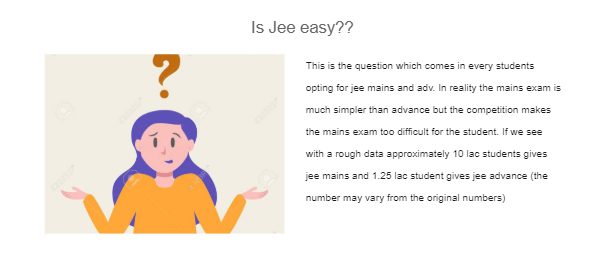 Is Jee easy??
?
This is the question which comes in every students
opting for jee mains and adv. In reality the mains exam is
much simpler than advance but the competition makes
the mains exam too difficult for the student. If we see
with a rough data approximately 10 lac students gives
jee mains and 1.25 lac student gives jee advance (the
number may vary from the original numbers)